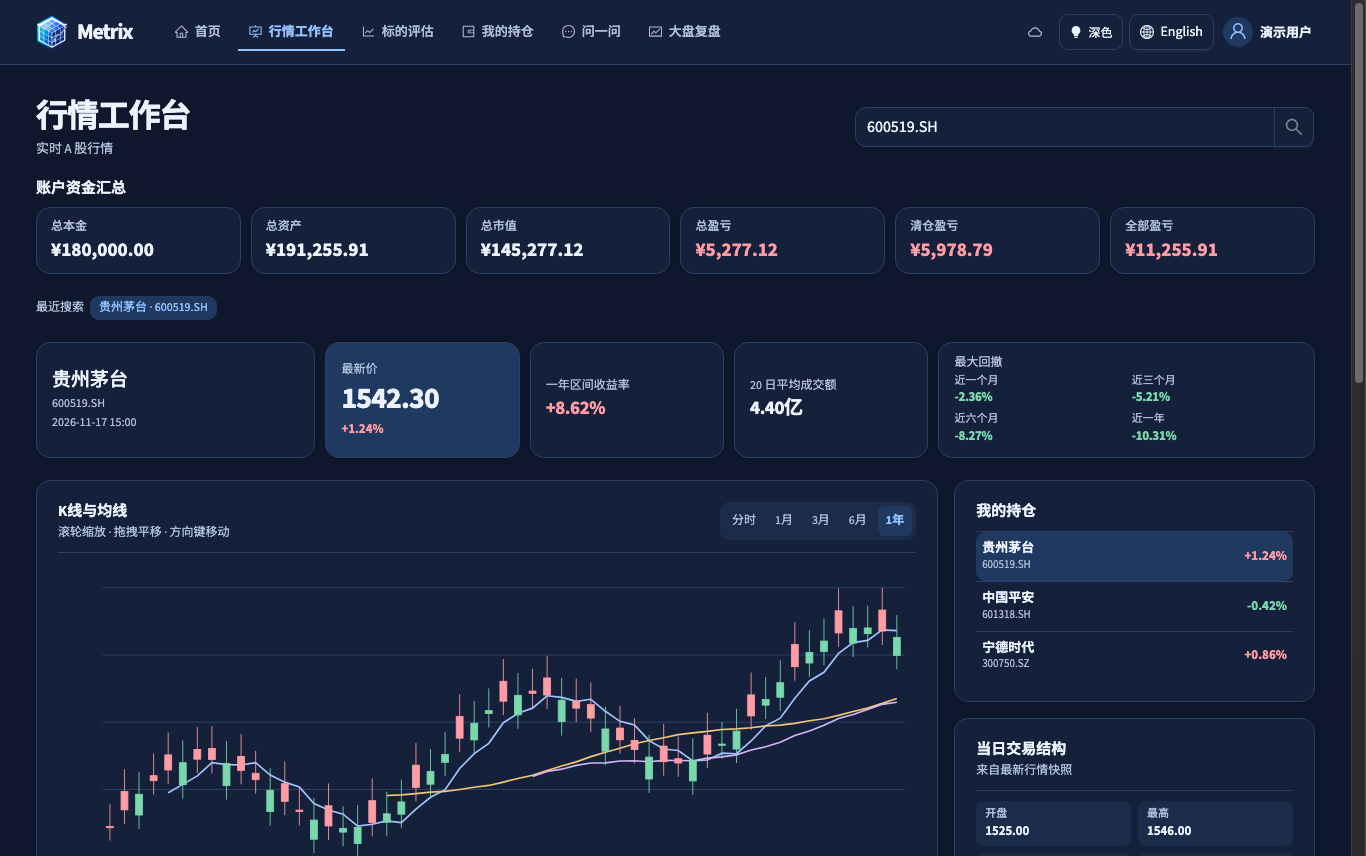 Metrix
首页
行情工作台
标的评估
我的持仓
问一问
大盘复盘
深色
English
演示用户
行情工作台
实时 A 股行情
600519.SH
账户资金汇总
总本金
¥180,000.00
总资产
¥191,255.91
总市值
¥145,277.12
总盈亏
¥5,277.12
清仓盈亏
¥5,978.79
全部盈亏
¥11,255.91
最近搜索
贵州茅台 · 600519.SH
贵州茅台
600519.SH
2026-11-17 15:00
最新价
1542.30
+1.24%
一年区间收益率
+8.62%
20 日平均成交额
4.40亿
最大回撤
近一个月
-2.36%
近三个月
-5.21%
近六个月
-8.27%
近一年
-10.31%
K线与均线
滚轮缩放 · 拖拽平移 · 方向键移动
分时
1月
3月
6月
1年
我的持仓
贵州茅台
600519.SH
+1.24%
中国平安
601318.SH
-0.42%
宁德时代
300750.SZ
+0.86%
当日交易结构
来自最新行情快照
开盘
1525.00
最高
1546.00